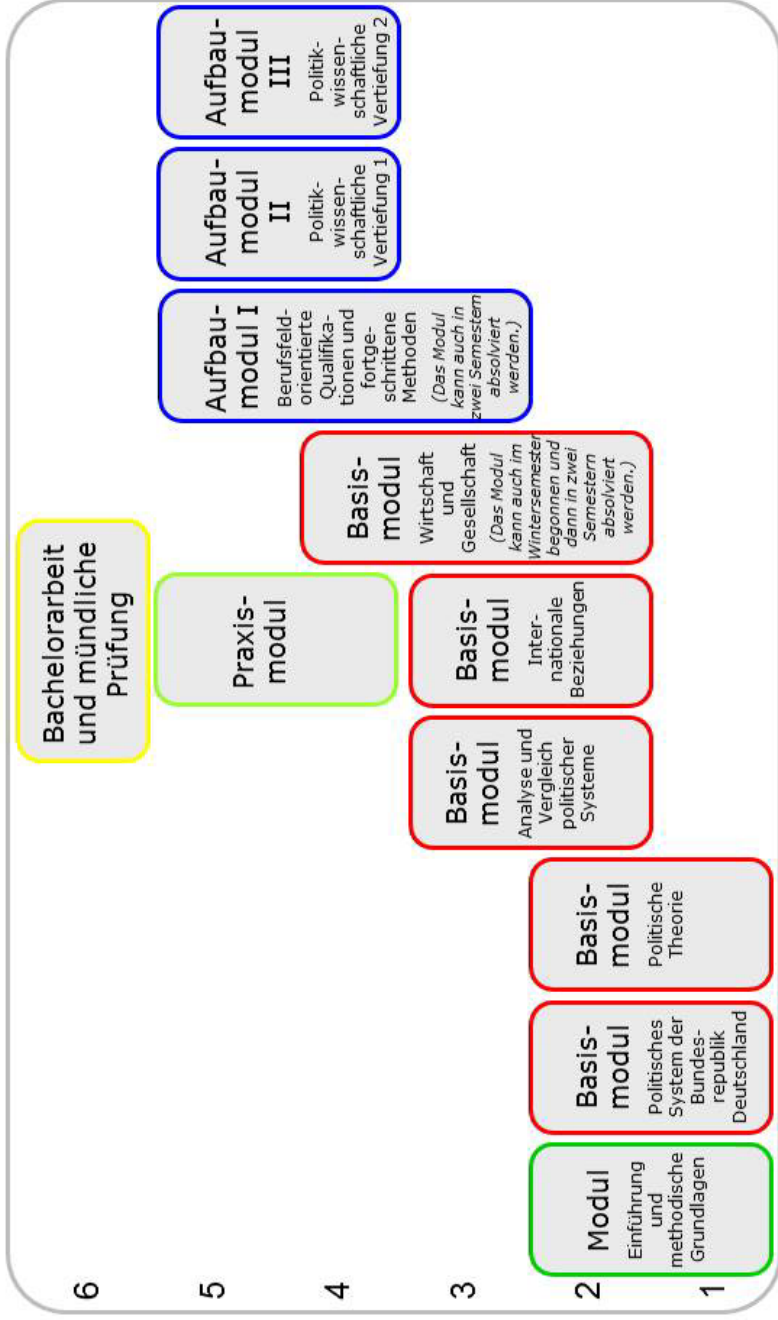 6
5
4
3
2
1
Bachelorarbeit
und mündliche
Prüfung
Modul
Einführung
und
methodische
Grundlagen
Basis-
modul
Politisches
System der
Bundes-
republik
Deutschland
Basis-
modul
Politische
Theorie
Basis-
modul
Analyse und
Vergleich
politischer
Systeme
Praxis-
modul
Basis-
modul
Inter-
nationale
Beziehungen
Basis-
modul
Wirtschaft
und
Gesellschaft
(Das Modul
kann auch im
Wintersemester
begonnen und
dann in zwei
Semestern
absolviert
werden.)
Aufbau-
modul I
Berufsfeld-
orientierte
Qualifika-
tionen und
fortge-
schrittene
Methoden
(Das Modul
kann auch in
zwei Semestern
absolviert
werden.)
Aufbau-
modul
II
Politik-
wissen-
schaftliche
Vertiefung 1
Aufbau-
modul
III
Politik-
wissen-
schaftliche
Vertiefung 2